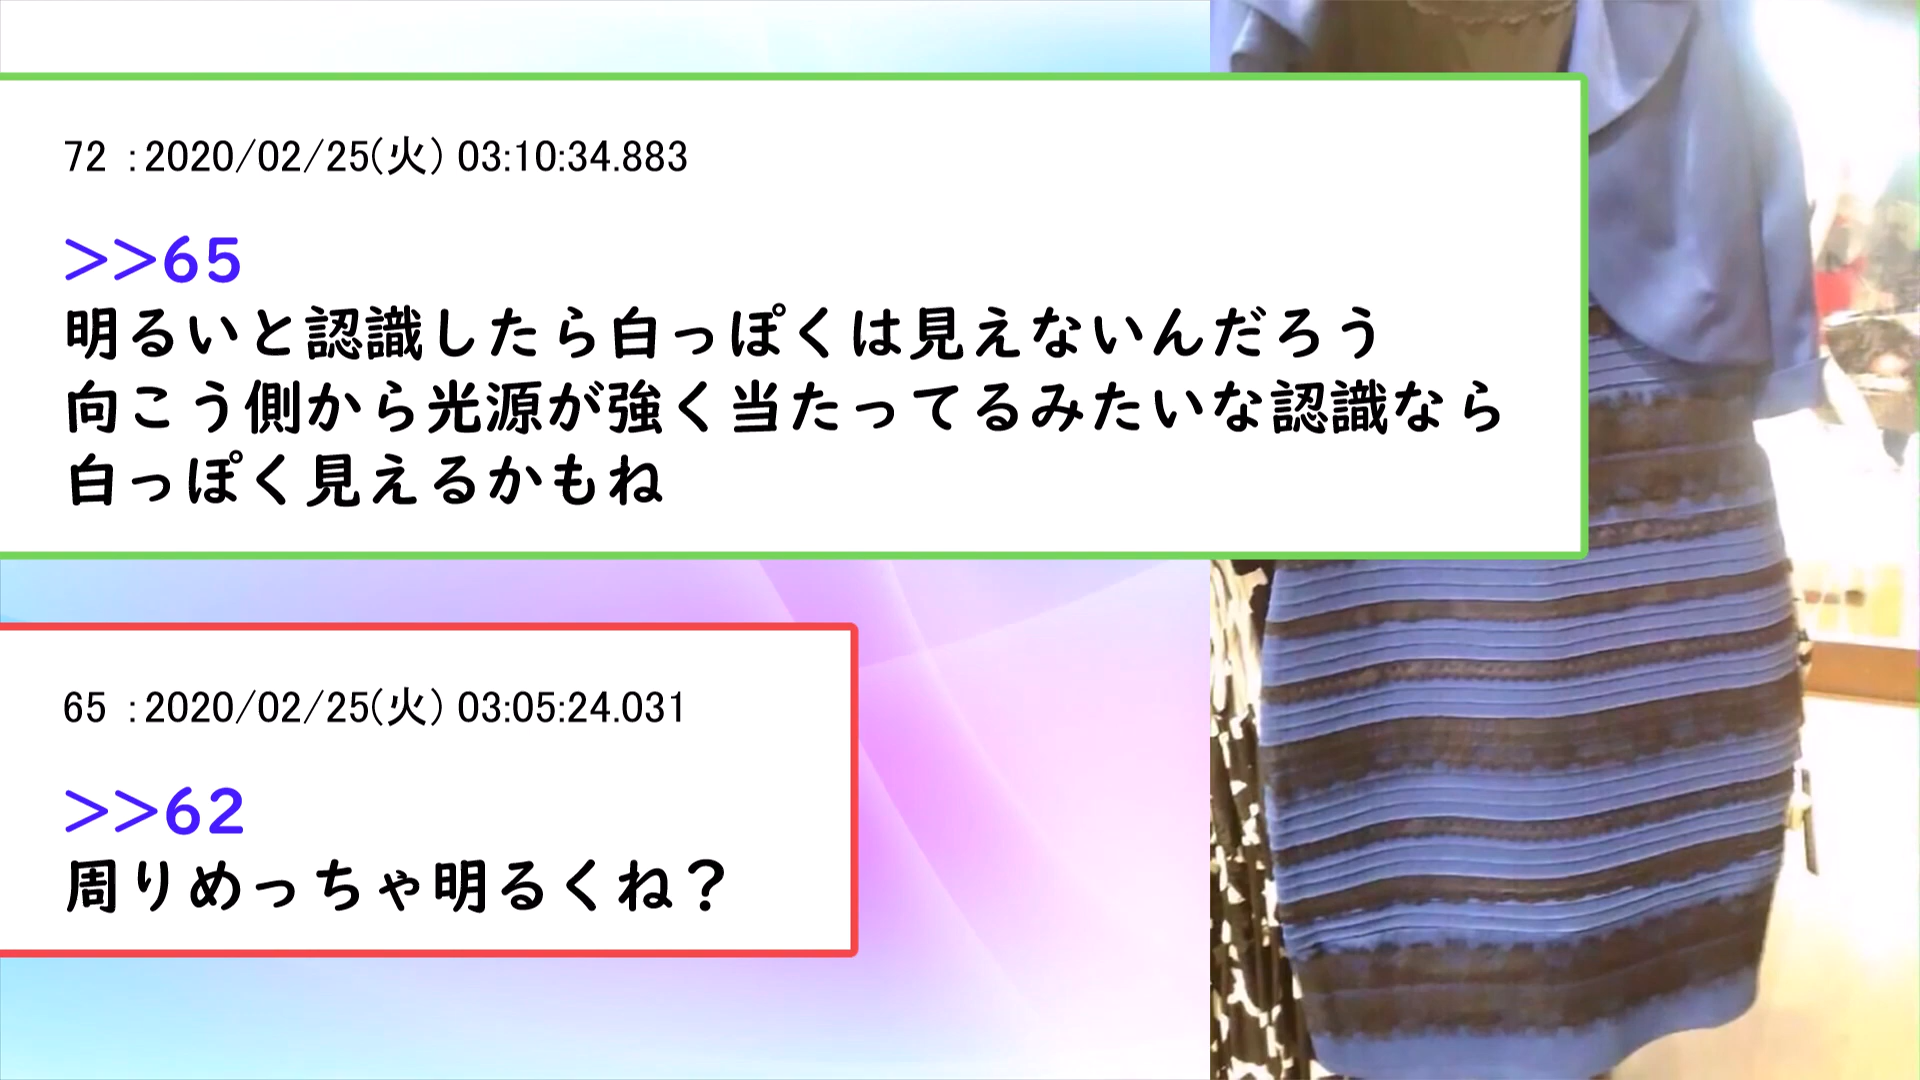 72 :2020/02/25(火) 03:10:34.883
>>65
明るいと認識したら白っぽくは見えないんだろう
向こう側から光源が強く当たってるみたいな認識なら
白っぽく見えるかもね
65 :2020/02/25(火) 03:05:24.031
>>62
周りめっちゃ明るくね？